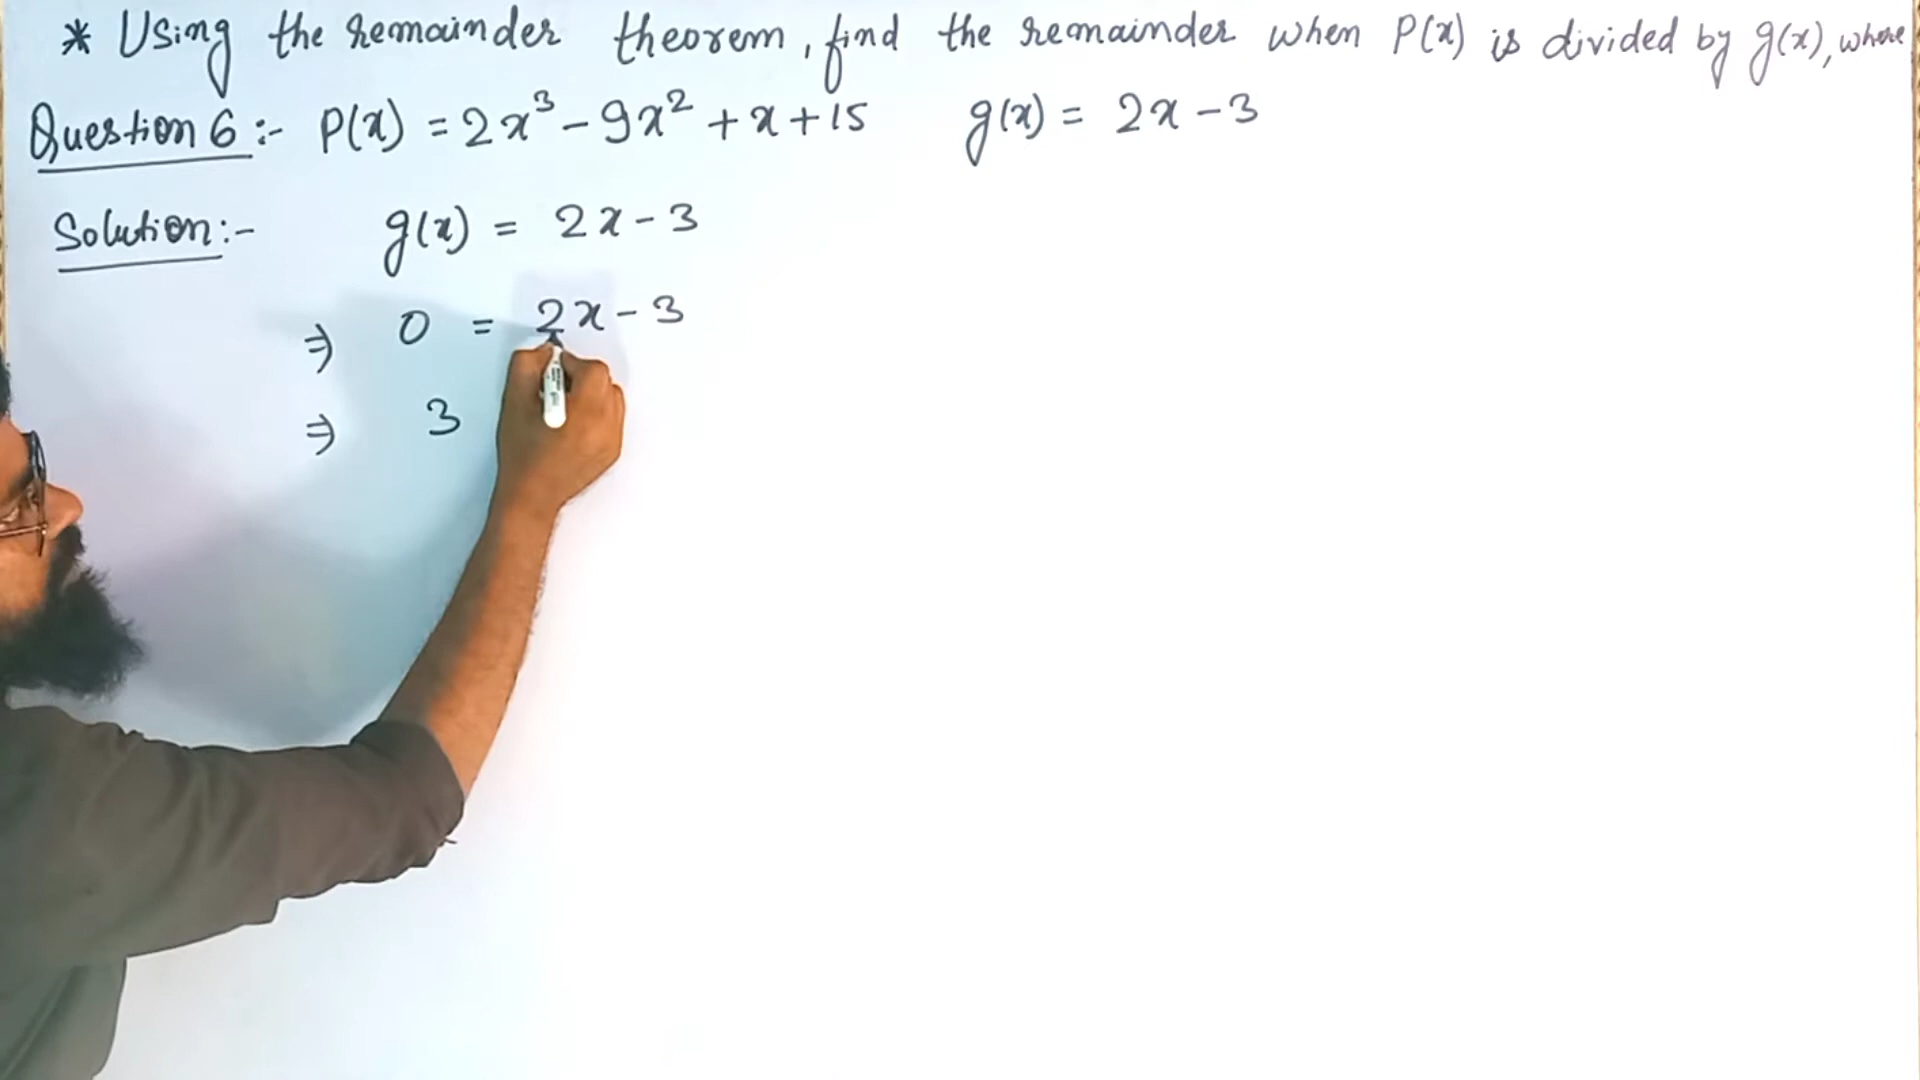 * Using the remainder theorem, find the remainder when P(x) is divided by g(x), where
Question 6 :- P(x) = 2x³ - 9x² + x + 15 g(x) = 2x - 3
Solution :- g(x) = 2x - 3
⇒ 0 = 2x - 3
⇒ 3